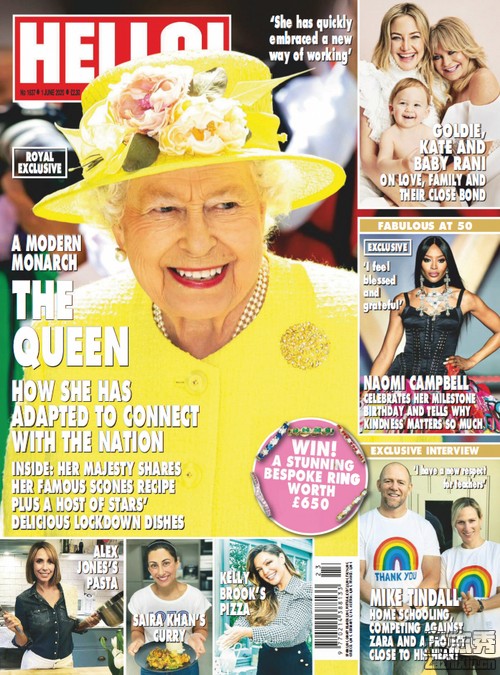 HELLO!
'She has quickly
embraced a new
way of working'
ROYAL
EXCLUSIVE
A MODERN
MONARCH
THE
QUEEN
HOW SHE HAS
ADAPTED TO CONNECT
WITH THE NATION
INSIDE: HER MAJESTY SHARES
HER FAMOUS SCONES RECIPE
PLUS A HOST OF STARS'
DELICIOUS LOCKDOWN DISHES
WIN!
A STUNNING
BESPOKE RING
WORTH
£650
GOLDIE,
KATE AND
BABY RANI
ON LOVE, FAMILY AND
THEIR CLOSE BOND
FABULOUS AT 50
EXCLUSIVE
'I feel
blessed
and
grateful'
NAOMI CAMPBELL
CELEBRATES HER MILESTONE
BIRTHDAY AND TELLS WHY
KINDNESS MATTERS SO MUCH
EXCLUSIVE INTERVIEW
'I have a new respect
for teachers'
THANK YOU
MIKE TINDALL
HOME SCHOOLING,
COMPETING AGAINST
ZARA AND A
CLOSE TO HIS HEART
ALEX
JONES'S
PASTA
SAIRA KHAN'S
CURRY
KELLY
BROOK'S
PIZZA